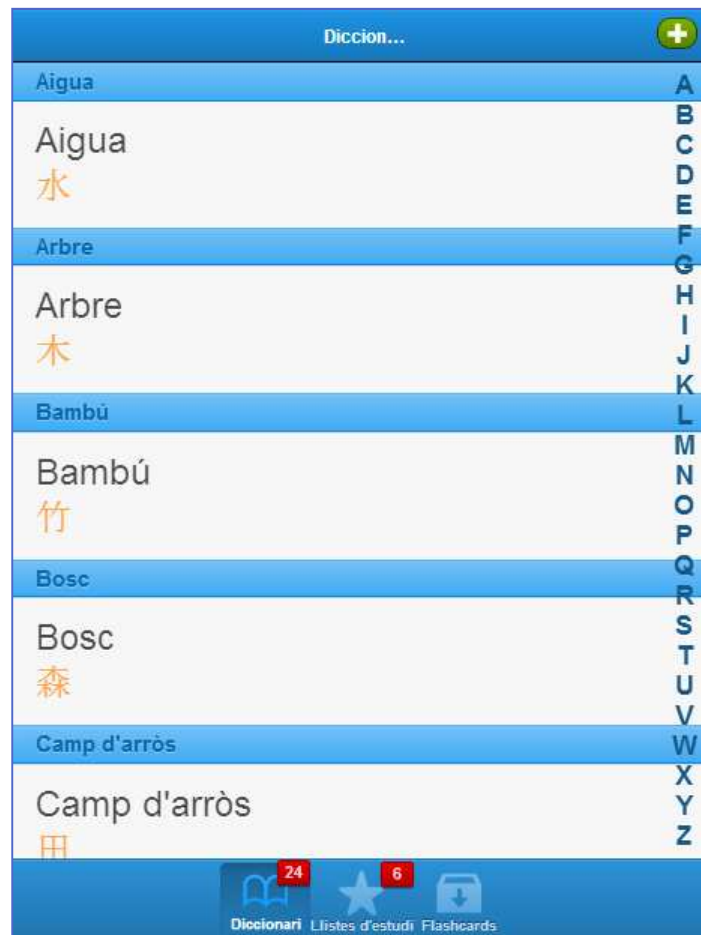 Diccion...
Aigua
Aigua
水
Arbre
Arbre
木
Bambú
Bambú
竹
Bosc
Bosc
森
Camp d'arròs
Camp d'arròs
田
A
B
C
D
E
F
G
H
I
J
K
L
M
N
O
P
Q
R
S
T
U
V
W
X
Y
Z
24
6
Diccionari Llistes d'estudi Flashcards